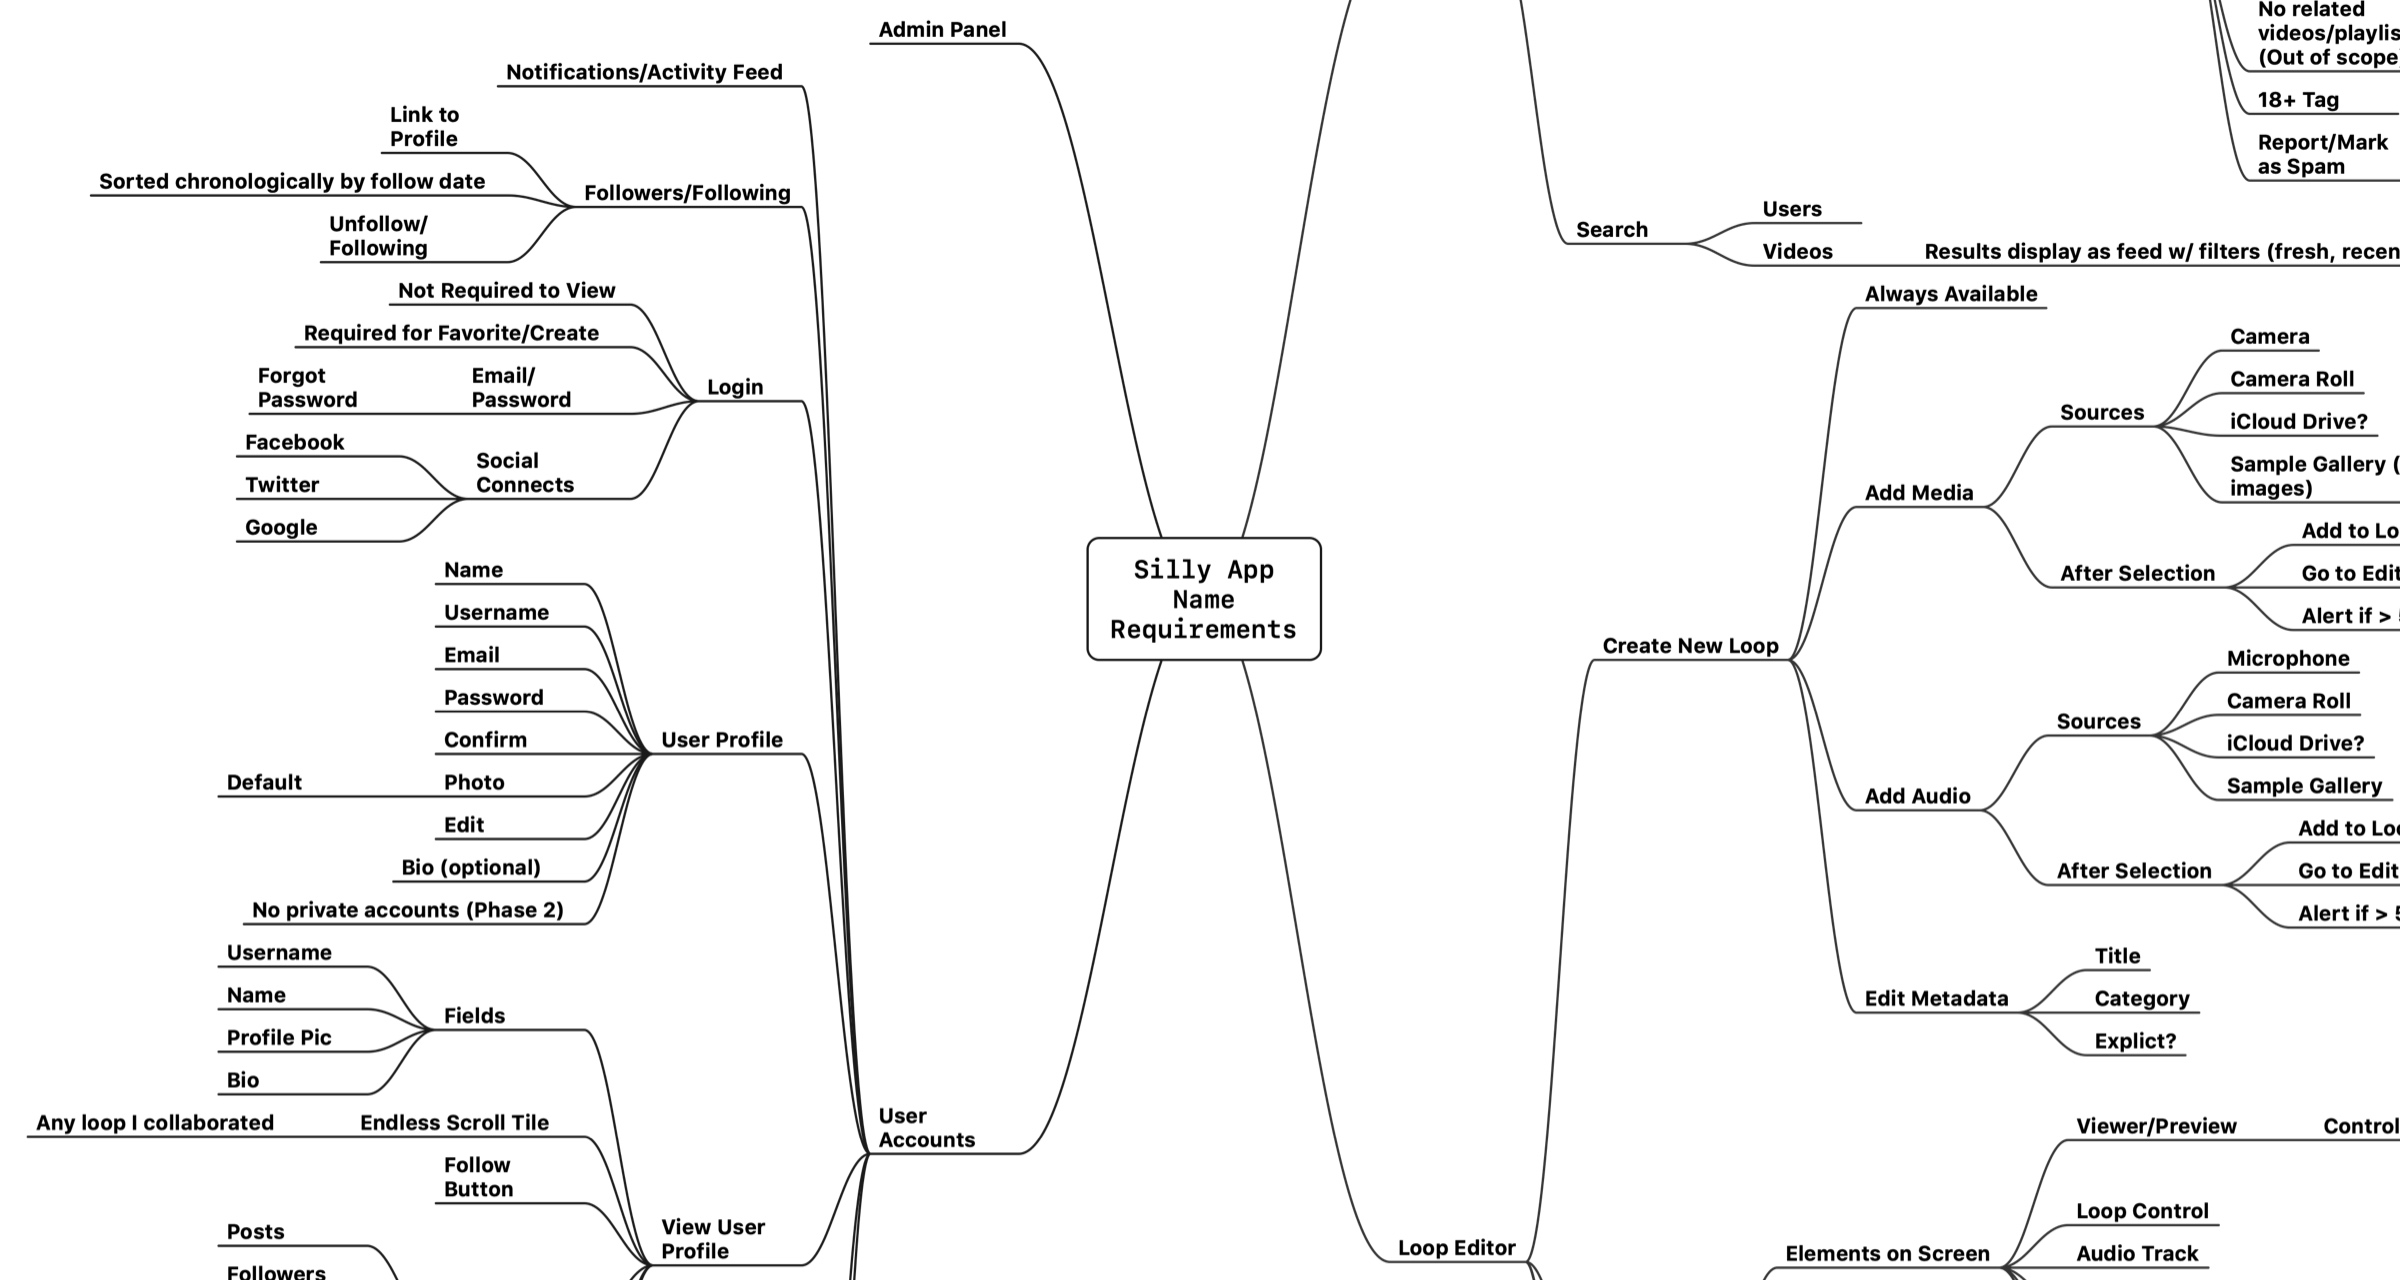 Admin Panel
Notifications/Activity Feed
Link to
Profile
Sorted chronologically by follow date
Followers/Following
Unfollow/
Following
Not Required to View
Required for Favorite/Create
Forgot
Password
Email/
Password
Login
Facebook
Twitter
Google
Social
Connects
Name
Username
Email
Password
Confirm
User Profile
Default
Photo
Edit
Bio (optional)
No private accounts (Phase 2)
Username
Name
Profile Pic
Bio
Fields
Any loop I collaborated
Endless Scroll Tile
Follow
Button
Posts
Followers
View User
Profile
User
Accounts
Silly App
Name
Requirements
No related
videos/playlis
(Out of scope
18+ Tag
Report/Mark
as Spam
Search
Users
Videos
Results display as feed w/ filters (fresh, recen
Always Available
Camera
Camera Roll
iCloud Drive?
Sample Gallery (
images)
Sources
Add Media
After Selection
Add to Lo
Go to Edit
Alert if >
Create New Loop
Microphone
Camera Roll
iCloud Drive?
Sample Gallery
Sources
Add Audio
After Selection
Add to Loo
Go to Edit
Alert if > 5
Edit Metadata
Title
Category
Explict?
Viewer/Preview
Control
Loop Control
Audio Track
Elements on Screen
Loop Editor